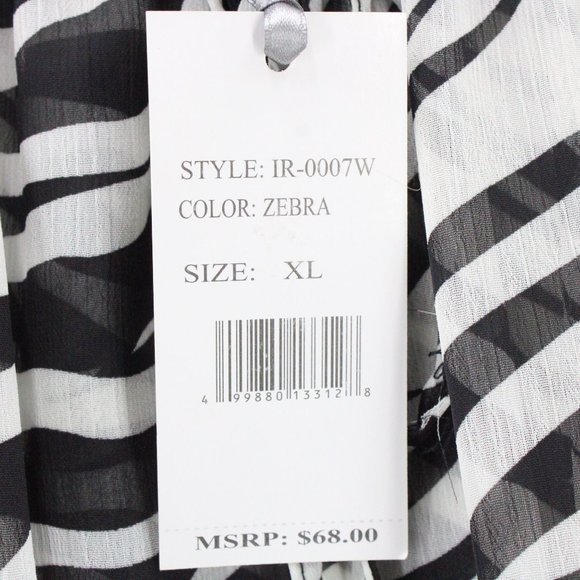 STYLE: IR-0007W
COLOR: ZEBRA
SIZE: XL
4 99880 13312 8
MSRP: $68.00